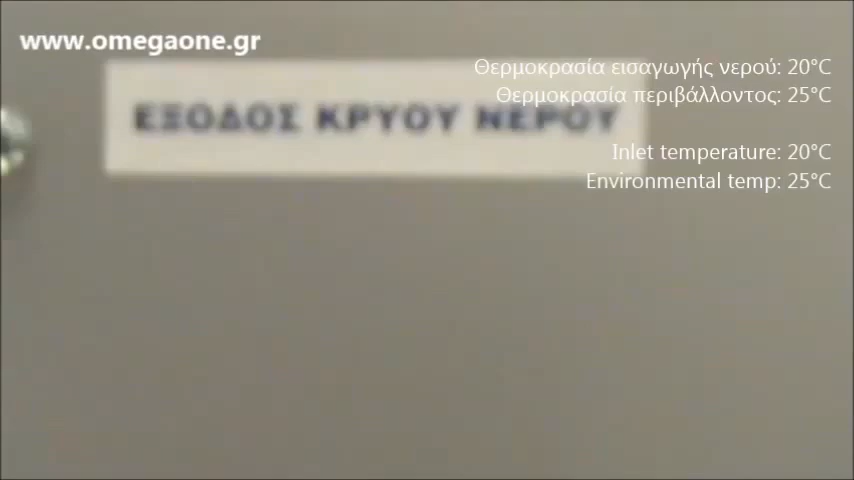 www.omegaone.gr
Θερμοκρασία εισαγωγής νερού: 20°C
Θερμοκρασία περιβάλλοντος: 25°C
ΕΞΟΔΟΣ ΚΡΥΟΥ ΝΕΡΟΥ
Inlet temperature: 20°C
Environmental temp: 25°C